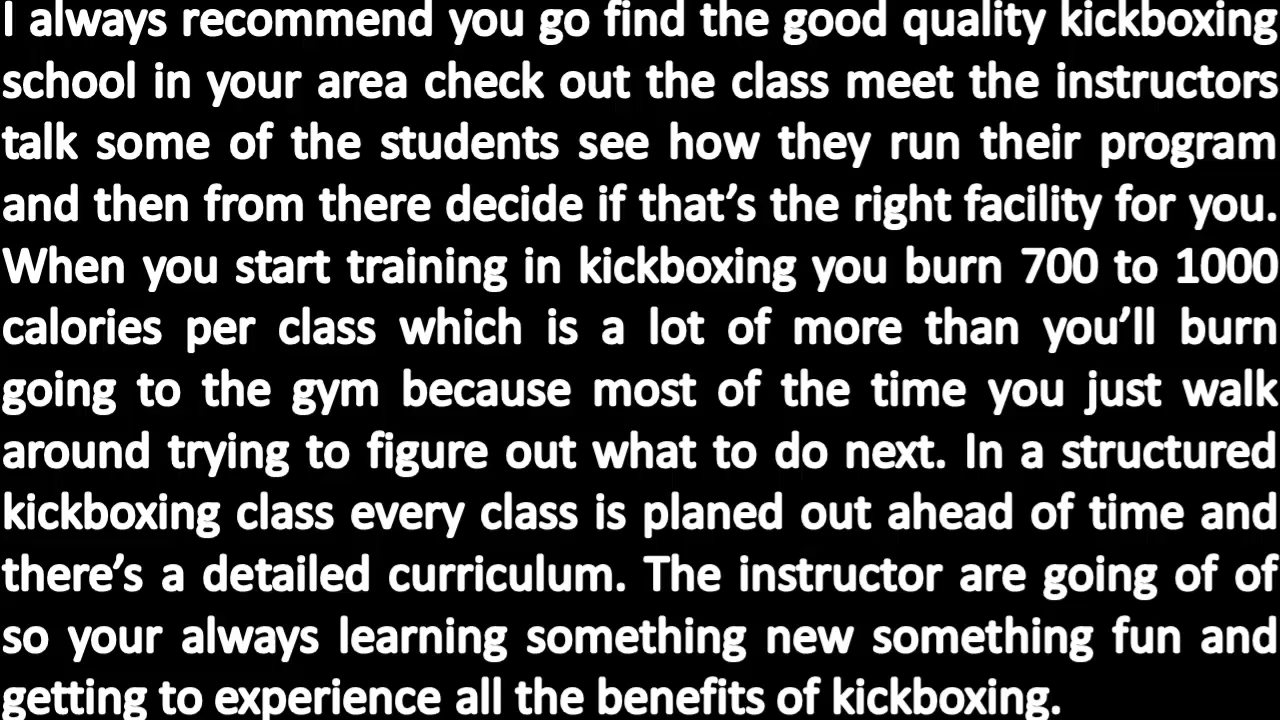 I always recommend you go find the good quality kickboxing
school in your area check out the class meet the instructors
talk some of the students see how they run their program
and then from there decide if that’s the right facility for you.
When you start training in kickboxing you burn 700 to 1000
calories per class which is a lot of more than you’ll burn
going to the gym because most of the time you just walk
around trying to figure out what to do next. In a structured
kickboxing class every class is planed out ahead of time and
there’s a detailed curriculum. The instructor are going of of
so your always learning something new something fun and
getting to experience all the benefits of kickboxing.